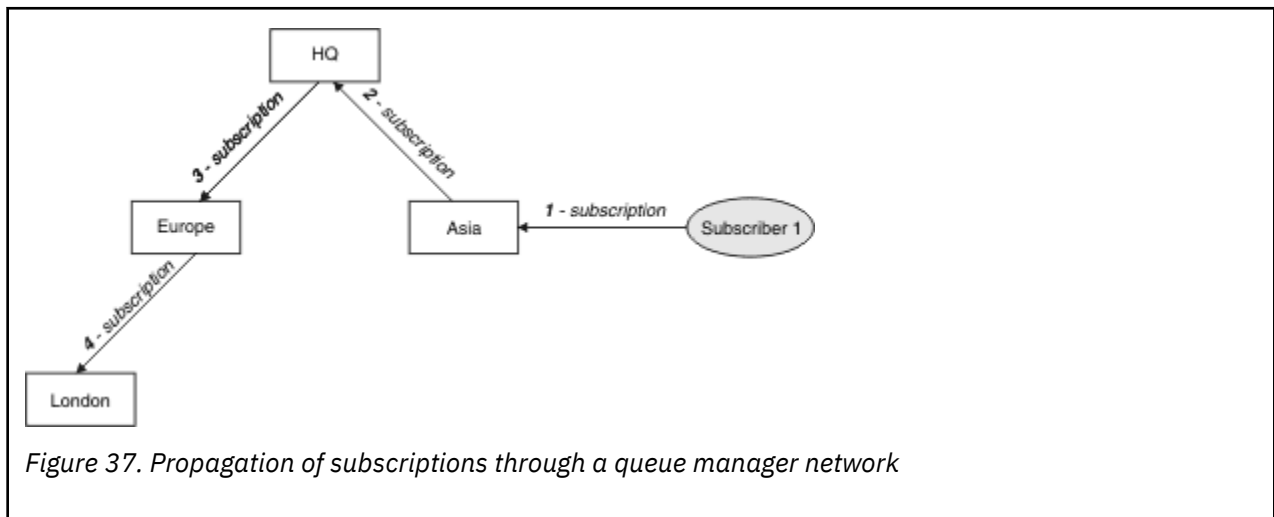 HQ
3 - subscription
2 - subscription
Europe
Asia
1 - subscription
Subscriber 1
4 - subscription
London
Figure 37. Propagation of subscriptions through a queue manager network